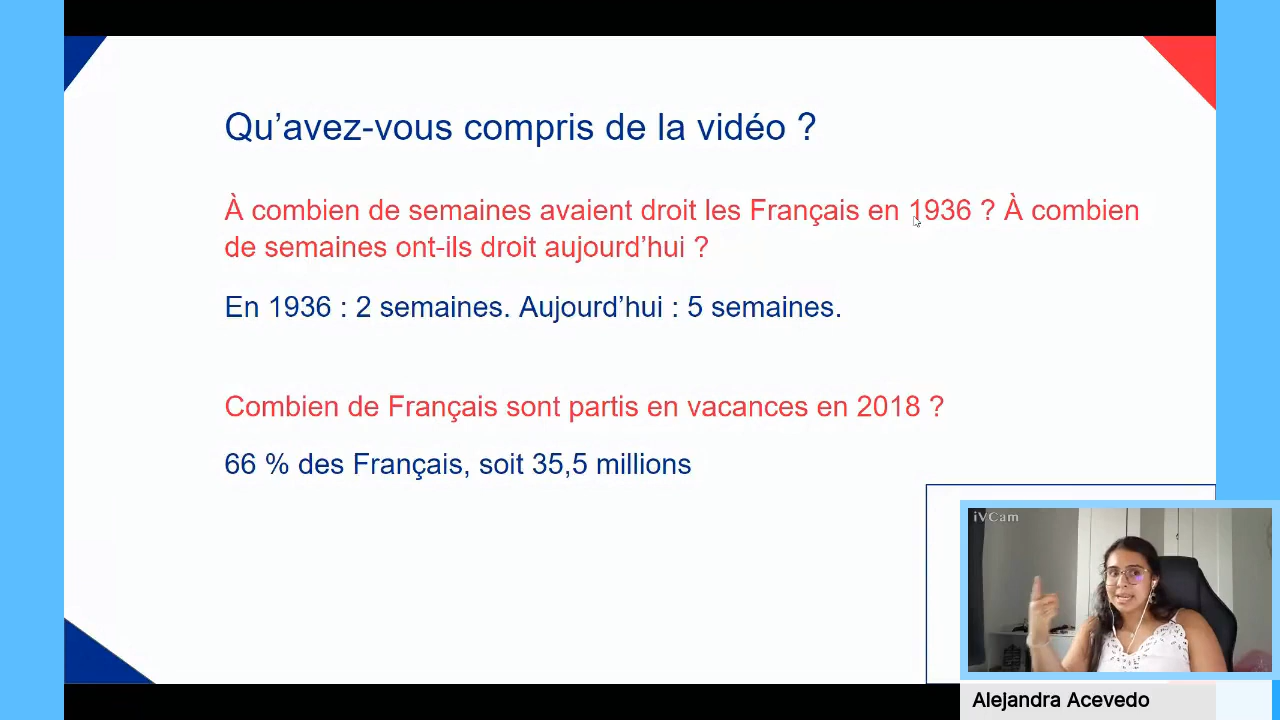 Qu’avez-vous compris de la vidéo ?
À combien de semaines avaient droit les Français en 1936 ? À combien
de semaines ont-ils droit aujourd’hui ?
En 1936 : 2 semaines. Aujourd’hui : 5 semaines.
Combien de Français sont partis en vacances en 2018 ?
66 % des Français, soit 35,5 millions
iVCam
Alejandra Acevedo